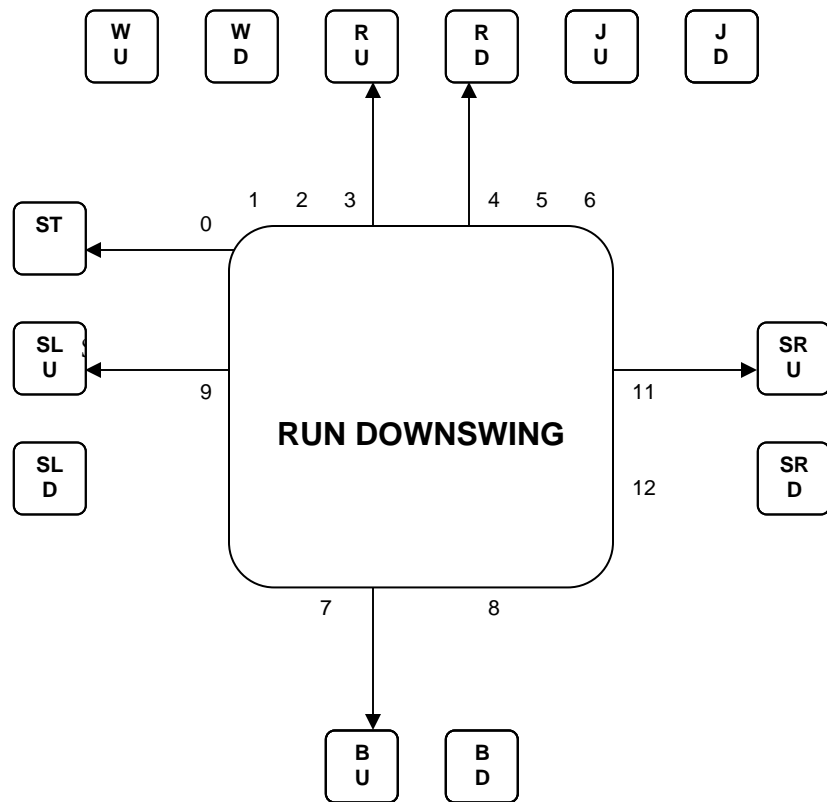 W W R R J J
U D U D U D
1 2 3 4 5 6
ST 0
SL SR
U U
9 11
RUN DOWNSWING
SL SR
D D
12
7 8
B B
U D